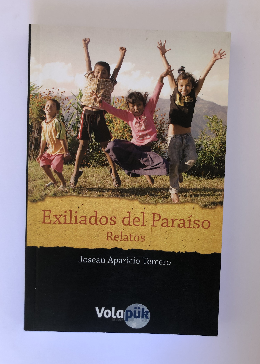 Exiliados del Paraíso
Relatos
Aparicio
Volapük